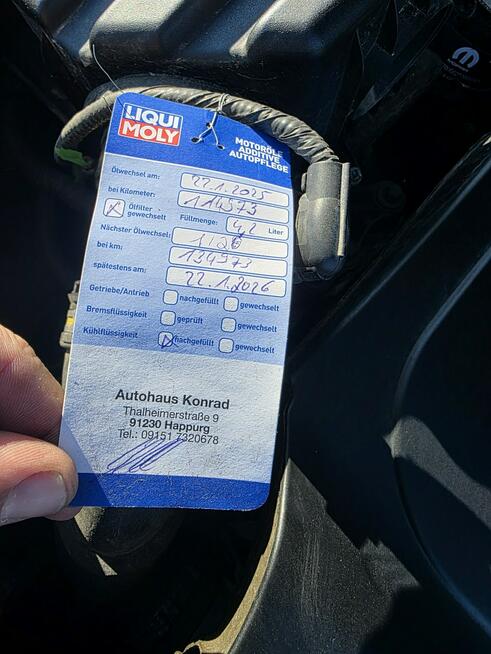 LIQUI
MOLY
MOTORÖLE
ADDITIVE
AUTOPFLEGE
Ölwechsel am: 22.1.2025
bei Kilometer: 114573
Ölfilter gewechselt Füllmenge: 4,2 Liter
Nächster Ölwechsel: 1/26
bei km: 134573
spätestens am: 22.1.2026
Getriebe/Antrieb nachgefüllt gewechselt
Bremsflüssigkeit geprüft gewechselt
Kühlflüssigkeit nachgefüllt gewechselt
Autohaus Konrad
Thalheimerstraße 9
91230 Happurg
Tel.: 09151 7320678